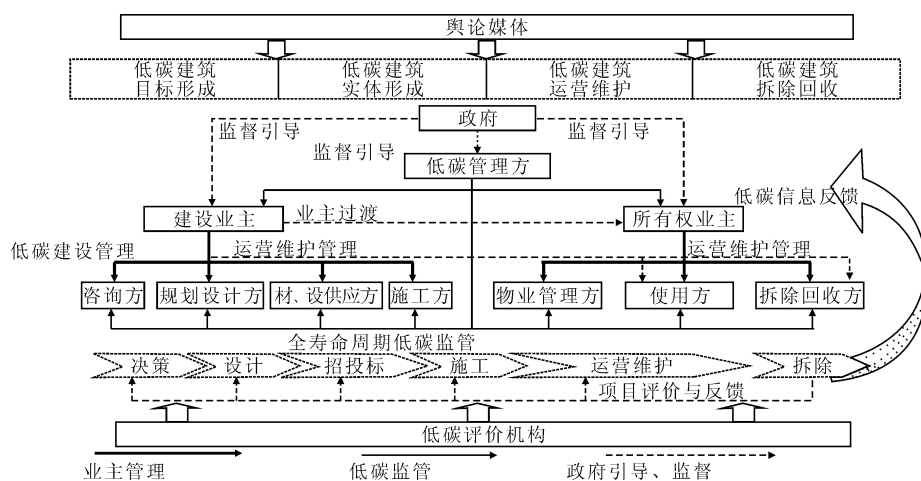 舆论媒体
低碳建筑
目标形成
低碳建筑
实体形成
低碳建筑
运营维护
低碳建筑
拆除回收
政府
监督引导
监督引导
监督引导
低碳管理方
低碳信息反馈
建设业主
业主过渡
所有权业主
低碳建设管理
运营维护管理
运营维护管理
咨询方
规划设计方
材、设供应方
施工方
物业管理方
使用方
拆除回收方
全寿命周期低碳监管
决策
设计
招投标
施工
运营维护
拆除
项目评价与反馈
低碳评价机构
业主管理
低碳监管
政府引导、监督